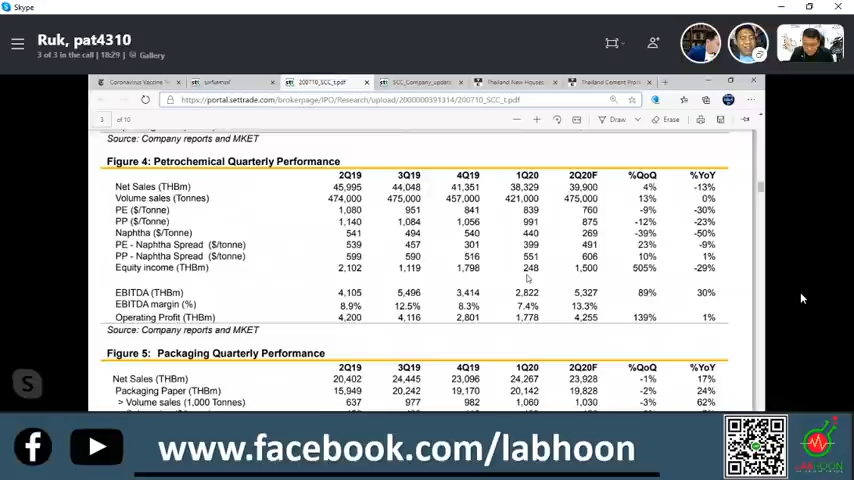 Skype
Ruk, pat4310
3 of 3 in the call | 18:29 | Gallery
Coronavirus Vaccine T
200710_SCC_t.pdf
SCC_Company_update
Thailand New Houses
Thailand Cement Pro
https://portal.settrade.com/brokerpage/IPO/Research/upload/2000000391314/200710_SCC_t.pdf
3 of 10
Draw
Erase
Source: Company reports and MKET
Figure 4: Petrochemical Quarterly Performance
2Q19 3Q19 4Q19 1Q20 2Q20F %QoQ %YoY
Net Sales (THBm) 45,995 44,048 41,351 38,329 39,900 4% -13%
Volume sales (Tonnes) 474,000 475,000 457,000 421,000 475,000 13% 0%
PE ($/Tonne) 1,080 951 841 839 760 -9% -30%
PP ($/Tonne) 1,140 1,084 1,056 991 875 -12% -23%
Naphtha ($/Tonne) 541 494 540 440 269 -39% -50%
PE - Naphtha Spread ($/tonne) 539 457 301 399 491 23% -9%
PP - Naphtha Spread ($/tonne) 599 590 516 551 606 10% 1%
Equity income (THBm) 2,102 1,119 1,798 248 1,500 505% -29%
EBITDA (THBm) 4,105 5,496 3,414 2,822 5,327 89% 30%
EBITDA margin (%) 8.9% 12.5% 8.3% 7.4% 13.3%
Operating Profit (THBm) 4,200 4,116 2,801 1,778 4,255 139% 1%
Source: Company reports and MKET
Figure 5: Packaging Quarterly Performance
2Q19 3Q19 4Q19 1Q20 2Q20F %QoQ %YoY
Net Sales (THBm) 20,402 24,445 23,096 24,267 23,928 -1% 17%
Packaging Paper (THBm) 15,949 20,242 19,170 20,142 19,828 -2% 24%
> Volume sales (1,000 Tonnes) 637 977 982 1,060 1,030 -3% 62%
www.facebook.com/labhoon
LABHOON